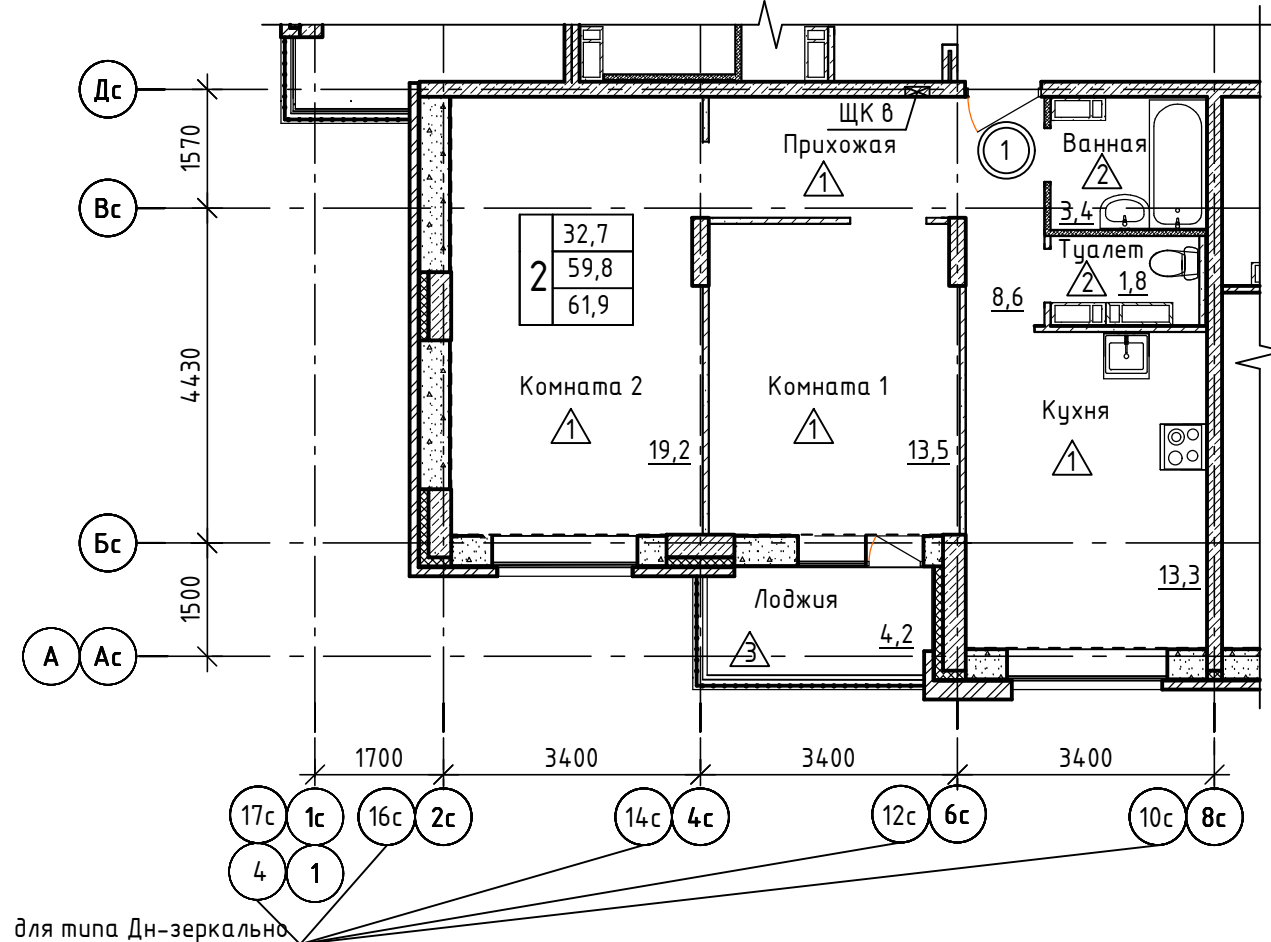 Дс
1570
Вс
4430
Бс
1500
А
Ас
ЩК в
Прихожая
1
1
Ванная
2
3,4
Туалет
2
1,8
8,6
2
32,7
59,8
61,9
Комната 2
1
19,2
Комната 1
1
13,5
Кухня
1
13,3
Лоджия
3
4,2
1700
3400
3400
3400
17с
1с
16с
2с
14с
4с
12с
6с
10с
8с
4
1
для типа Дн-зеркально